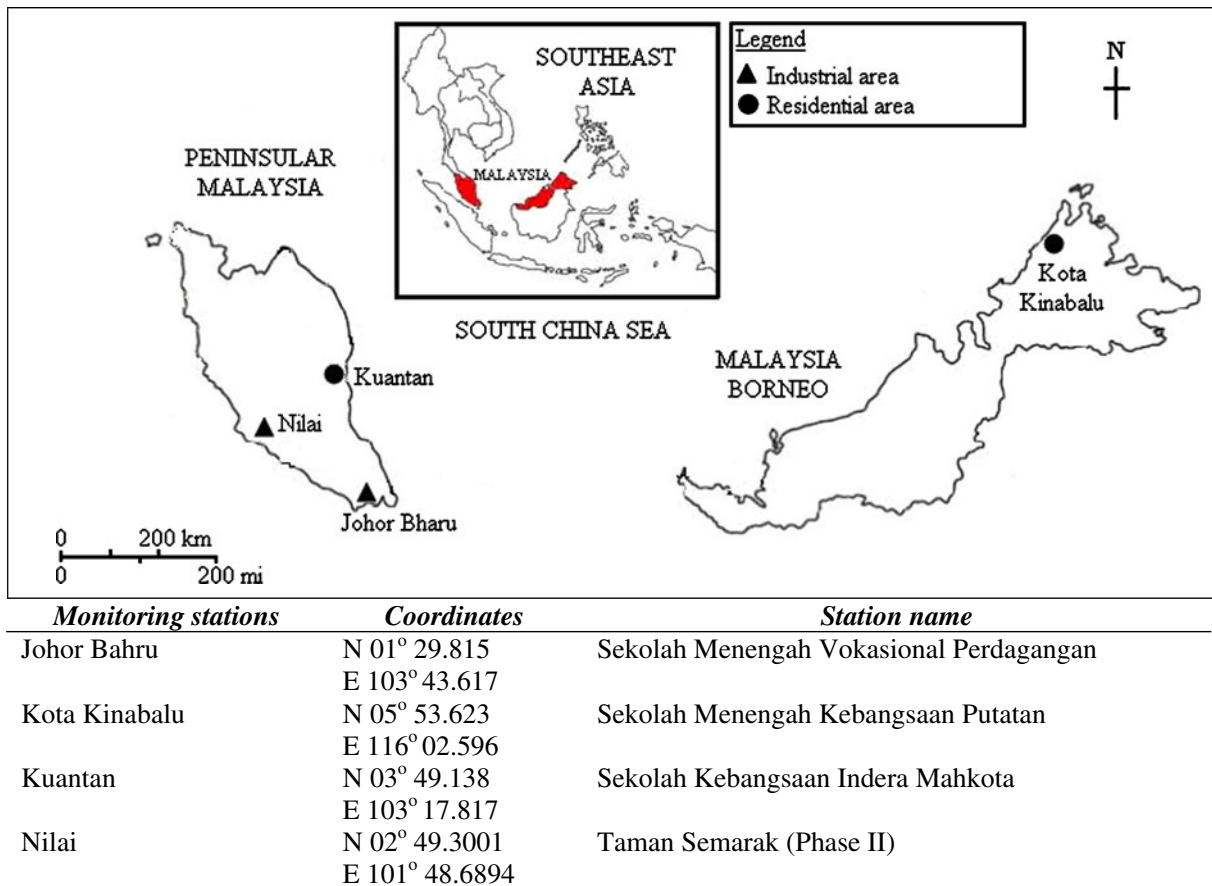 SOUTHEAST
ASIA
MALAYSIA
Legend
Industrial area
Residential area
N
PENINSULAR
MALAYSIA
Kota
Kinabalu
SOUTH CHINA SEA
MALAYSIA
BORNEO
Kuantan
Nilai
Johor Bharu
0 200 km
0 200 mi
Monitoring stations Coordinates Station name
Johor Bahru N 01° 29.815 Sekolah Menengah Vokasional Perdagangan
E 103° 43.617
Kota Kinabalu N 05° 53.623 Sekolah Menengah Kebangsaan Putatan
E 116° 02.596
Kuantan N 03° 49.138 Sekolah Kebangsaan Indera Mahkota
E 103° 17.817
Nilai N 02° 49.3001 Taman Semarak (Phase II)
E 101° 48.6894